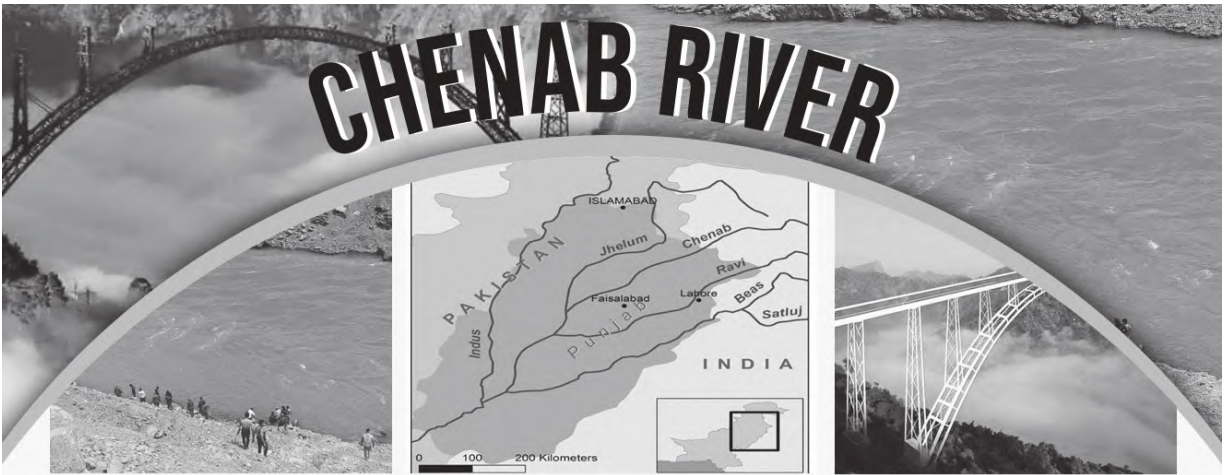 CHENAB RIVER
ISLAMABAD
PAKISTAN
Jhelum
Chenab
Ravi
Indus
Faisalabad
Lahore
Beas
Punjab
Satluj
INDIA
0 100 200 Kilometers